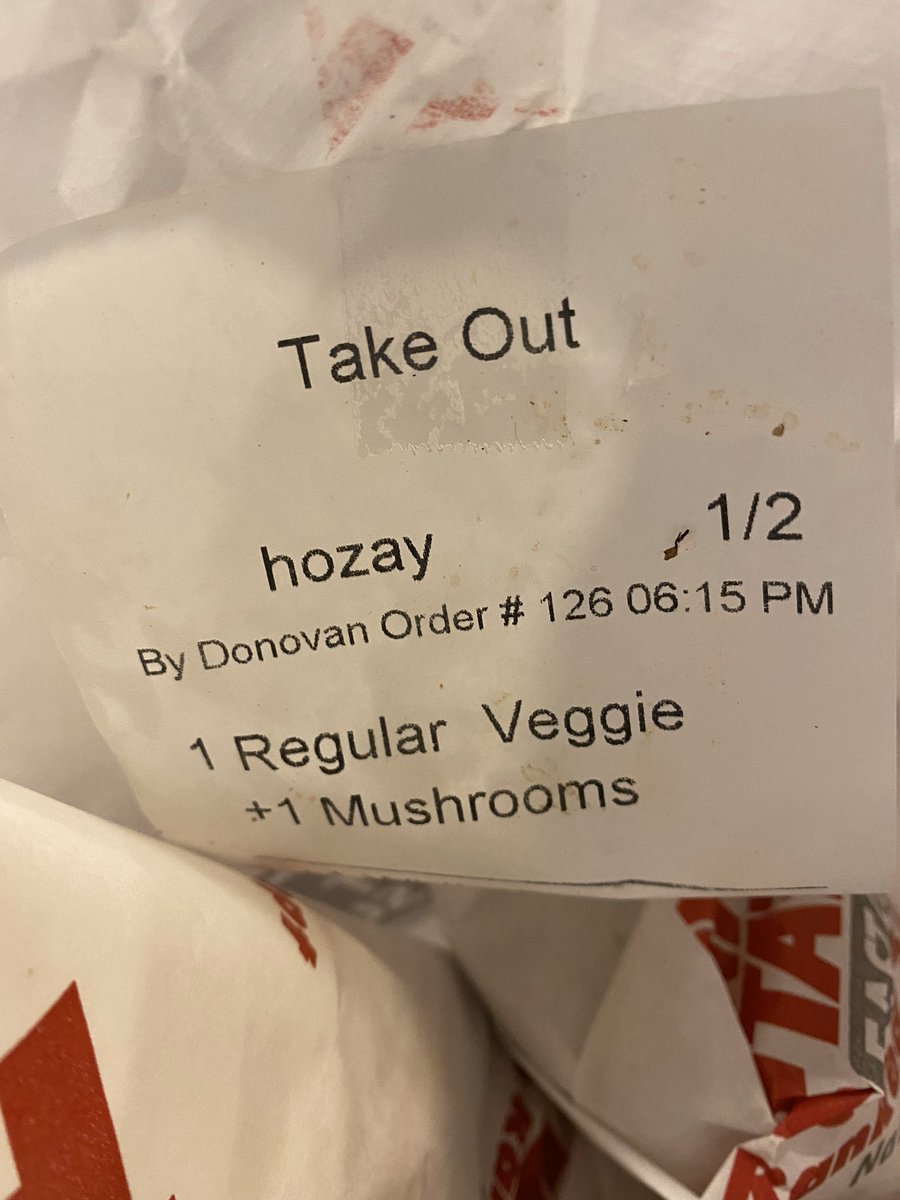 Take Out
hozay 1/2
By Donovan Order # 126 06:15 PM
1 Regular Veggie
+1 Mushrooms